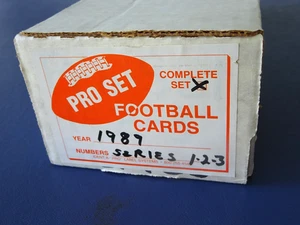 PRO SET
COMPLETE
SET X
FOOTBALL
CARDS
YEAR 1989
NUMBERS SERIES 1-2-3